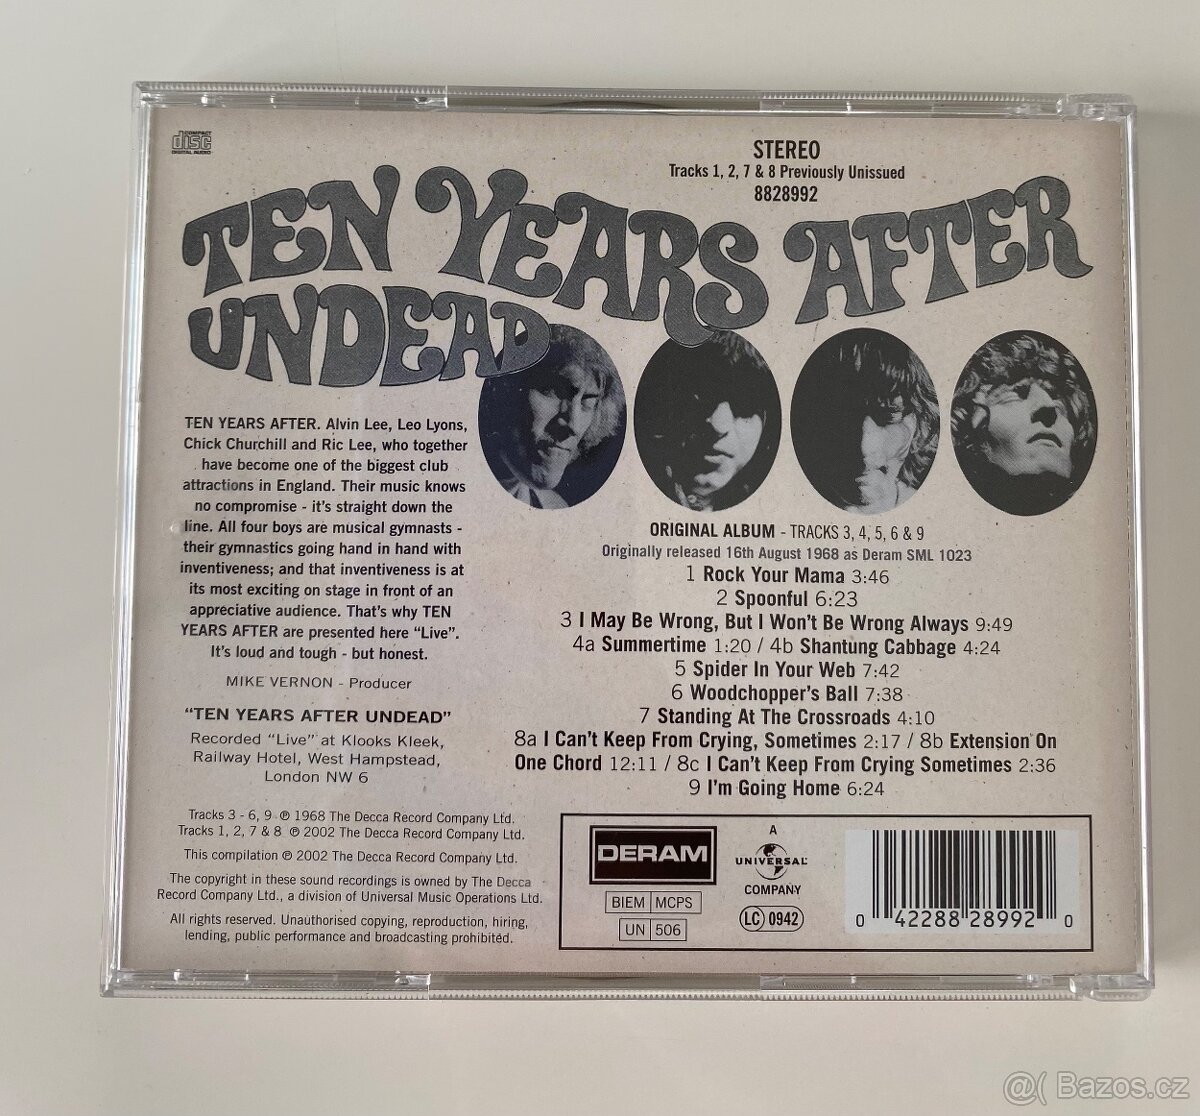 COMPACT
disc
DIGITAL AUDIO
STEREO
Tracks 1, 2, 7 & 8 Previously Unissued
8828992
TEN YEARS AFTER
UNDEAD
TEN YEARS AFTER. Alvin Lee, Leo Lyons,
Chick Churchill and Ric Lee, who together
have become one of the biggest club
attractions in England. Their music knows
no compromise - it's straight down the
line. All four boys are musical gymnasts -
their gymnastics going hand in hand with
inventiveness; and that inventiveness is at
its most exciting on stage in front of an
appreciative audience. That's why TEN
YEARS AFTER are presented here “Live”.
It's loud and tough - but honest.
MIKE VERNON - Producer
“TEN YEARS AFTER UNDEAD”
Recorded “Live” at Klooks Kleek,
Railway Hotel, West Hampstead,
London NW 6
Tracks 3 - 6, 9 ℗ 1968 The Decca Record Company Ltd.
Tracks 1, 2, 7 & 8 ℗ 2002 The Decca Record Company Ltd.
This compilation ℗ 2002 The Decca Record Company Ltd.
The copyright in these sound recordings is owned by The Decca
Record Company Ltd., a division of Universal Music Operations Ltd.
All rights reserved. Unauthorised copying, reproduction, hiring,
lending, public performance and broadcasting prohibited.
ORIGINAL ALBUM - TRACKS 3, 4, 5, 6 & 9
Originally released 16th August 1968 as Deram SML 1023
1 Rock Your Mama 3:46
2 Spoonful 6:23
3 I May Be Wrong, But I Won't Be Wrong Always 9:49
4a Summertime 1:20 / 4b Shantung Cabbage 4:24
5 Spider In Your Web 7:42
6 Woodchopper's Ball 7:38
7 Standing At The Crossroads 4:10
8a I Can't Keep From Crying, Sometimes 2:17 / 8b Extension On
One Chord 12:11 / 8c I Can't Keep From Crying Sometimes 2:36
9 I'm Going Home 6:24
DERAM
BIEM MCPS
UN 506
A
UNIVERSAL
COMPANY
LC 0942
0 42288 28992 0
@( Bazos.cz